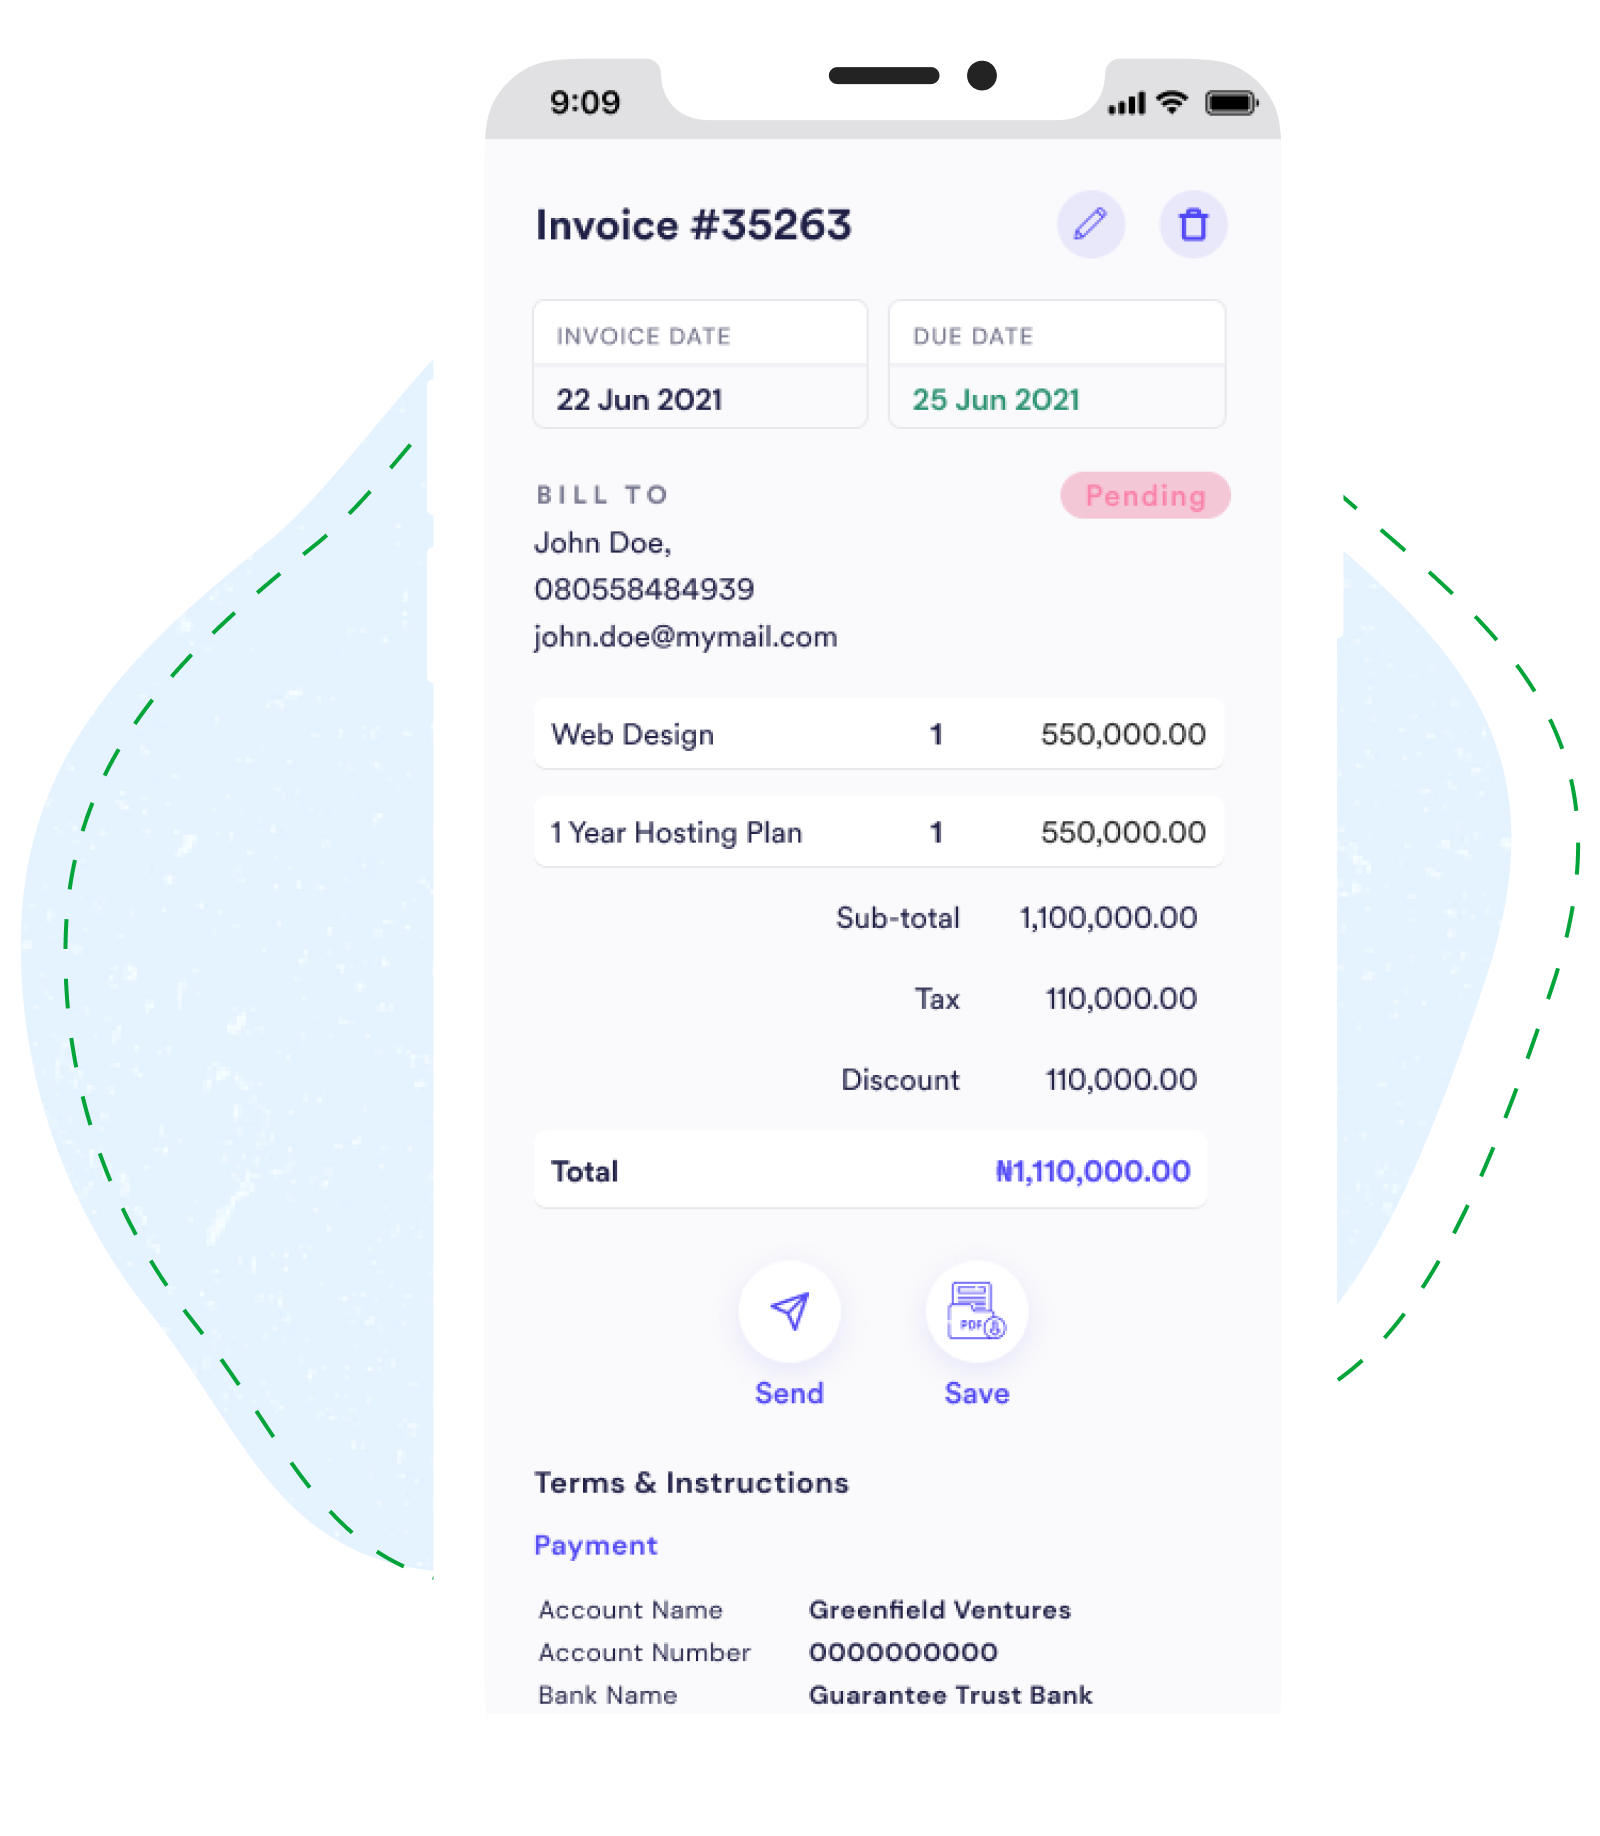 9:09
Invoice #35263
INVOICE DATE DUE DATE
22 Jun 2021 25 Jun 2021
BILL TO Pending
John Doe,
080558484939
john.doe@mymail.com
Web Design 1 550,000.00
1 Year Hosting Plan 1 550,000.00
Sub-total 1,100,000.00
Tax 110,000.00
Discount 110,000.00
Total ₦1,110,000.00
PDF
Send Save
Terms & Instructions
Payment
Account Name Greenfield Ventures
Account Number 0000000000
Bank Name Guarantee Trust Bank